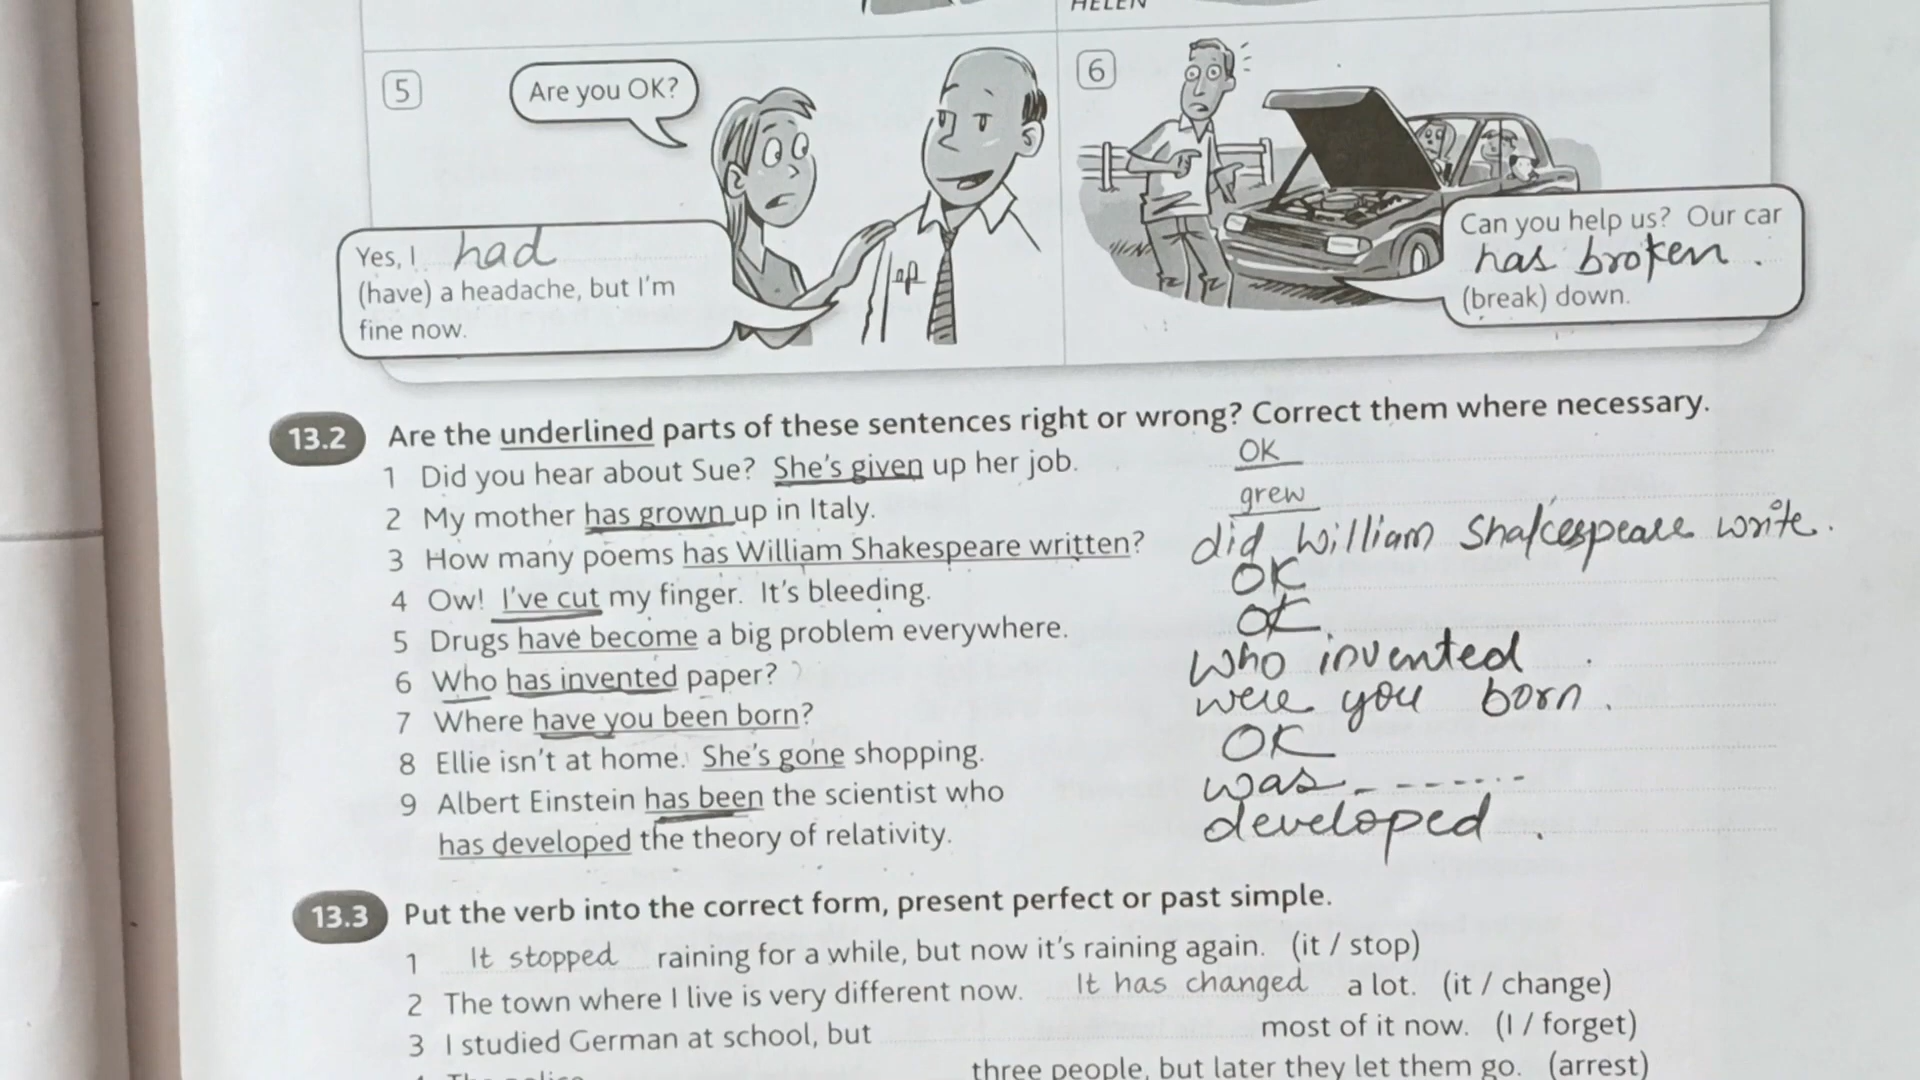 HELEN
5
Are you OK?
Yes, I had
(have) a headache, but I'm
fine now.
6
Can you help us? Our car
has broken .
(break) down.
13.2 Are the underlined parts of these sentences right or wrong? Correct them where necessary.
1 Did you hear about Sue? She's given up her job. OK
2 My mother has grown up in Italy. grew
3 How many poems has William Shakespeare written? did William Shakespeare write.
4 Ow! I've cut my finger. It's bleeding. OK
5 Drugs have become a big problem everywhere. OK
6 Who has invented paper? Who invented .
7 Where have you been born? were you born .
8 Ellie isn't at home. She's gone shopping. OK
9 Albert Einstein has been the scientist who was - - - - - - -
has developed the theory of relativity. developed .
13.3 Put the verb into the correct form, present perfect or past simple.
1 It stopped raining for a while, but now it's raining again. (it / stop)
2 The town where I live is very different now. It has changed a lot. (it / change)
3 I studied German at school, but most of it now. (I / forget)
4 The police three people, but later they let them go. (arrest)